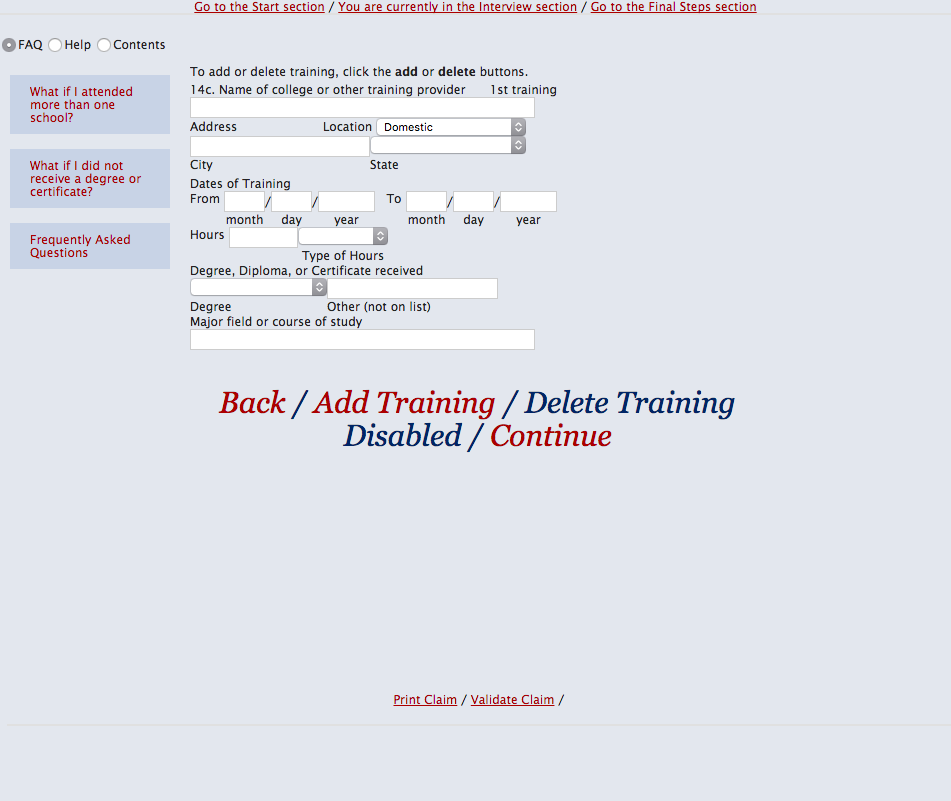 Go to the Start section / You are currently in the Interview section / Go to the Final Steps section
FAQ Help Contents
What if I attended
more than one
school?
What if I did not
receive a degree or
certificate?
Frequently Asked
Questions
To add or delete training, click the add or delete buttons.
14c. Name of college or other training provider 1st training
Address Location Domestic
City State
Dates of Training
From / / To / /
month day year month day year
Hours
Type of Hours
Degree, Diploma, or Certificate received
Degree Other (not on list)
Major field or course of study
Back / Add Training / Delete Training
Disabled / Continue
Print Claim / Validate Claim /